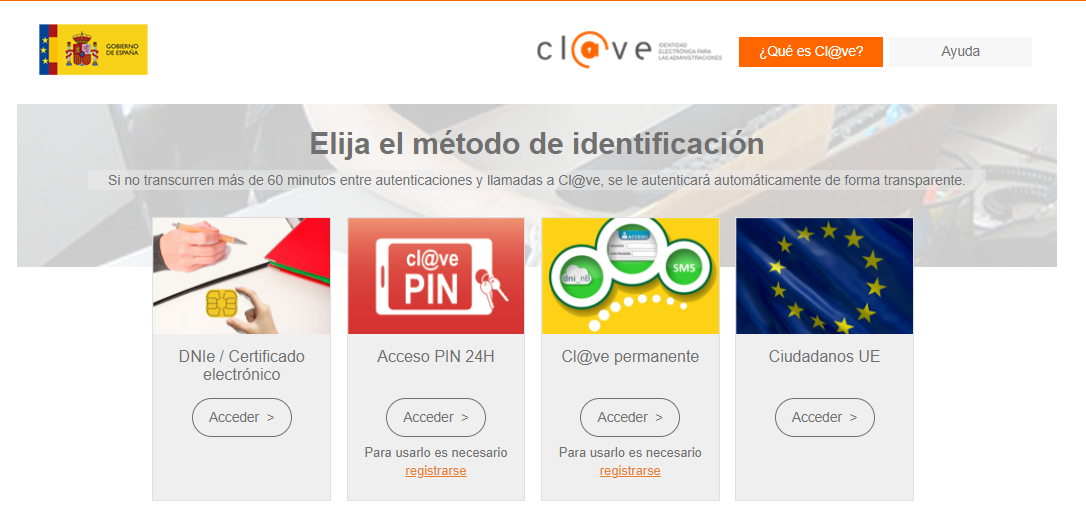 GOBIERNO
DE ESPAÑA
cl@ve
IDENTIDAD
ELECTRÓNICA PARA
LAS ADMINISTRACIONES
¿Qué es Cl@ve?
Ayuda
Elija el método de identificación
Si no transcurren más de 60 minutos entre autenticaciones y llamadas a Cl@ve, se le autenticará automáticamente de forma transparente.
cl@ve
PIN
ACCESO
dni_nB
SMS
DNIe / Certificado
electrónico
Acceso PIN 24H
Cl@ve permanente
Ciudadanos UE
Acceder >
Acceder >
Acceder >
Acceder >
Para usarlo es necesario
registrarse
Para usarlo es necesario
registrarse